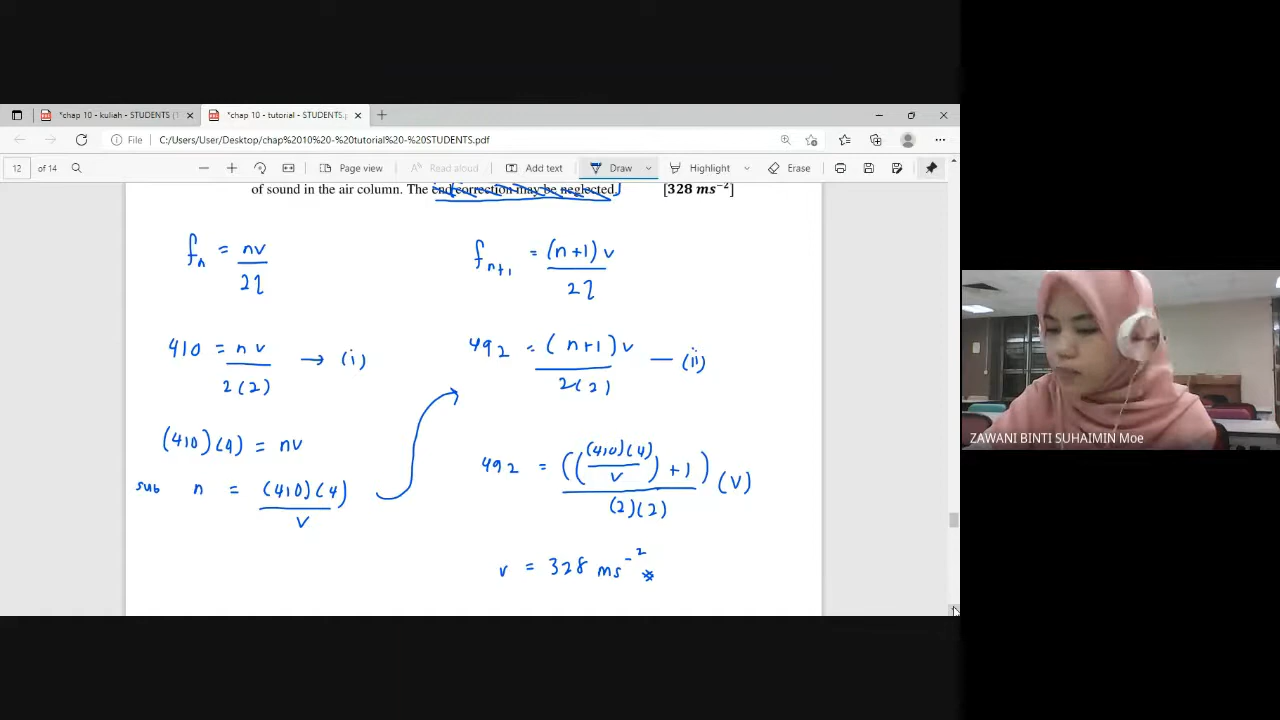 *chap 10 - kuliah - STUDENTS (1
*chap 10 - tutorial - STUDENTS.p
File C:/Users/User/Desktop/chap%2010%20-%20tutorial%20-%20STUDENTS.pdf
12 of 14 Page view Read aloud Add text Draw Highlight Erase
of sound in the air column. The end correction may be neglected. [328 ms⁻²]
fn = nv / 2l
fn+1 = (n+1)v / 2l
410 = nv / 2(2) → (i)
492 = (n+1)v / 2(2) — (ii)
(410)(4) = nv
492 = (((410)(4) / v) + 1)(v) / (2)(2)
sub n = (410)(4) / v
v = 328 ms⁻² *
ZAWANI BINTI SUHAIMIN Moe